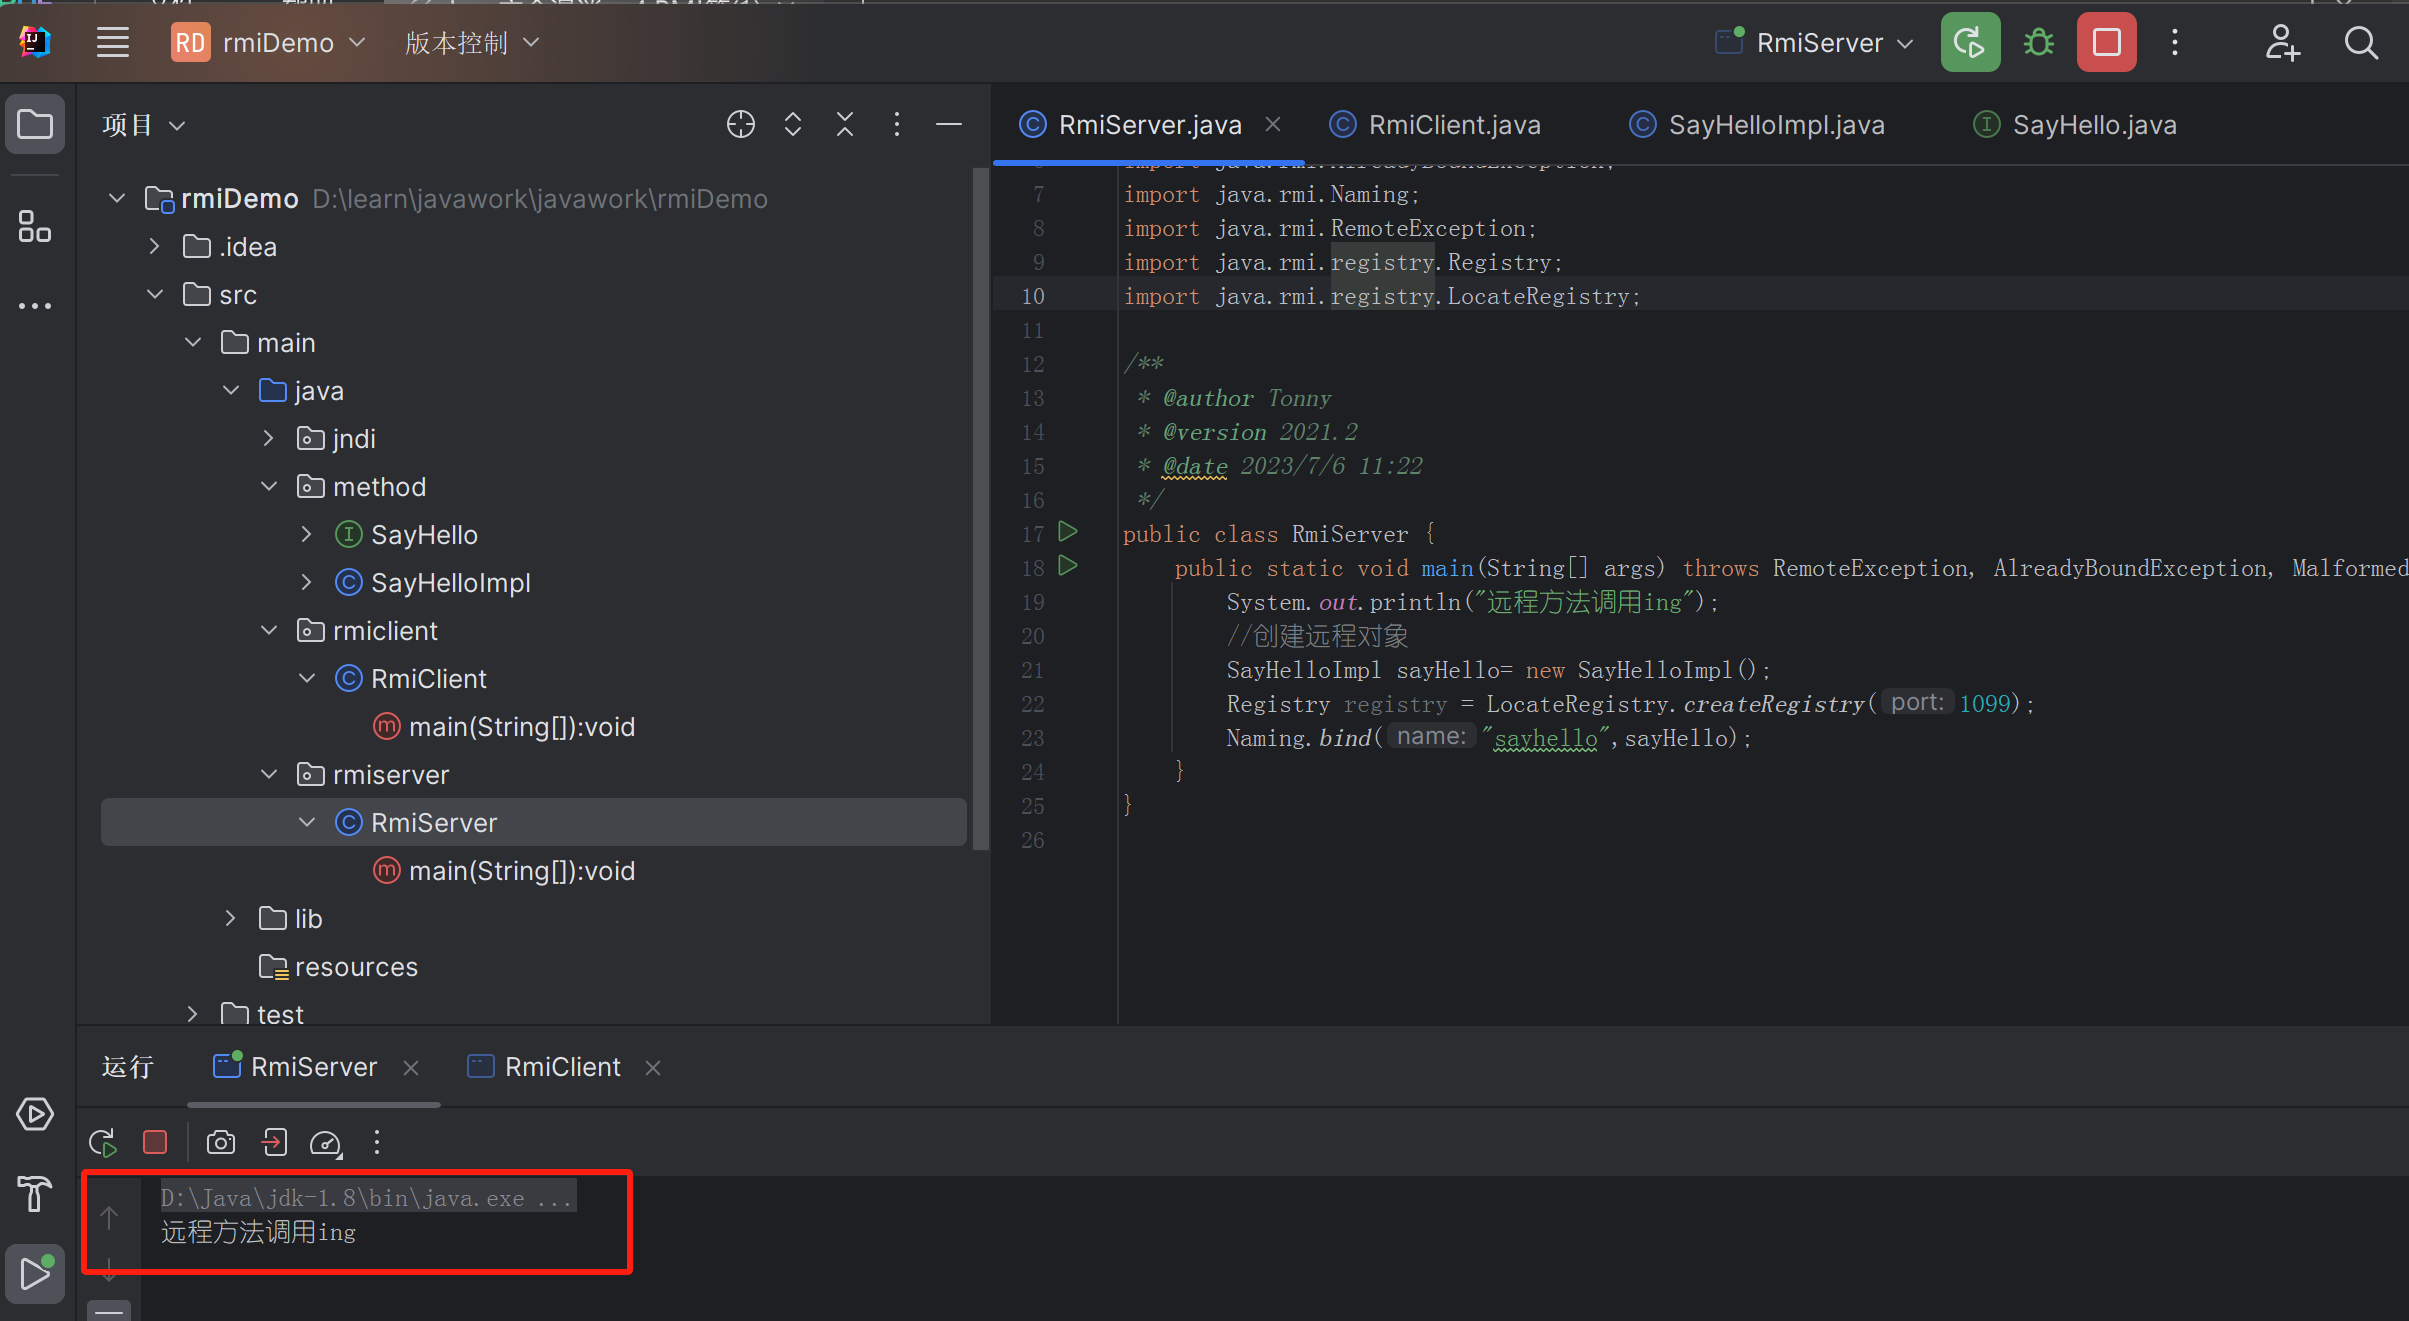 RD rmiDemo 版本控制 RmiServer
项目
RmiServer.java RmiClient.java SayHelloImpl.java SayHello.java
rmiDemo D:\learn\javawork\javawork\rmiDemo
.idea
src
main
java
jndi
method
SayHello
SayHelloImpl
rmiclient
RmiClient
main(String[]):void
rmiserver
RmiServer
main(String[]):void
lib
resources
test
7 import java.rmi.Naming;
8 import java.rmi.RemoteException;
9 import java.rmi.registry.Registry;
10 import java.rmi.registry.LocateRegistry;
11
12 /**
13 * @author Tonny
14 * @version 2021.2
15 * @date 2023/7/6 11:22
16 */
17 public class RmiServer {
18 public static void main(String[] args) throws RemoteException, AlreadyBoundException, Malformed
19 System.out.println("远程方法调用ing");
20 //创建远程对象
21 SayHelloImpl sayHello= new SayHelloImpl();
22 Registry registry = LocateRegistry.createRegistry( port: 1099);
23 Naming.bind( name: "sayhello",sayHello);
24 }
25 }
26
运行 RmiServer RmiClient
D:\Java\jdk-1.8\bin\java.exe ...
远程方法调用ing